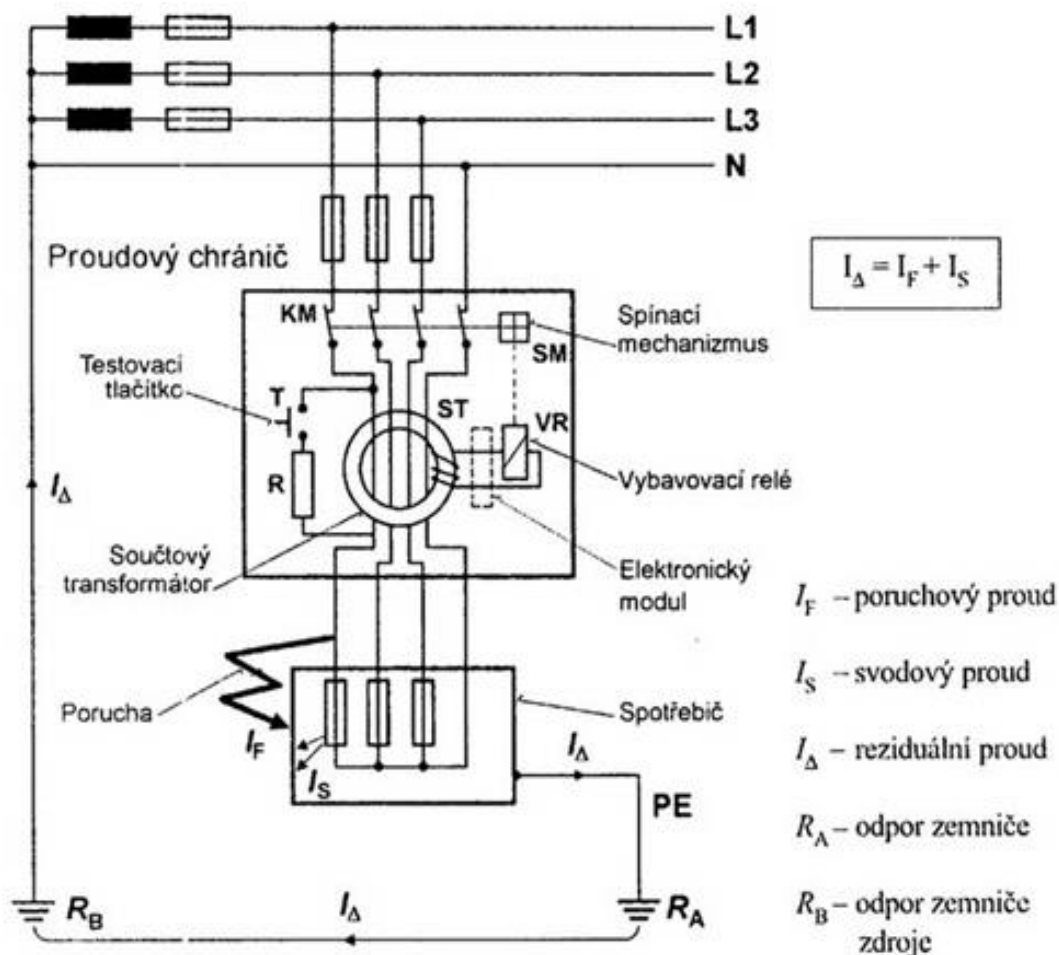 L1
L2
L3
N
Proudový chránič
I_Δ = I_F + I_S
KM
Spínací
mechanizmus
SM
Testovací
tlačítko
T
ST
VR
R
Vybavovací relé
I_Δ
Součtový
transformátor
Elektronický
modul
I_F – poruchový proud
I_S – svodový proud
Porucha
Spotřebič
I_F
I_S
I_Δ
I_Δ – reziduální proud
PE
R_A – odpor zemniče
R_B
I_Δ
R_A
R_B – odpor zemniče
zdroje